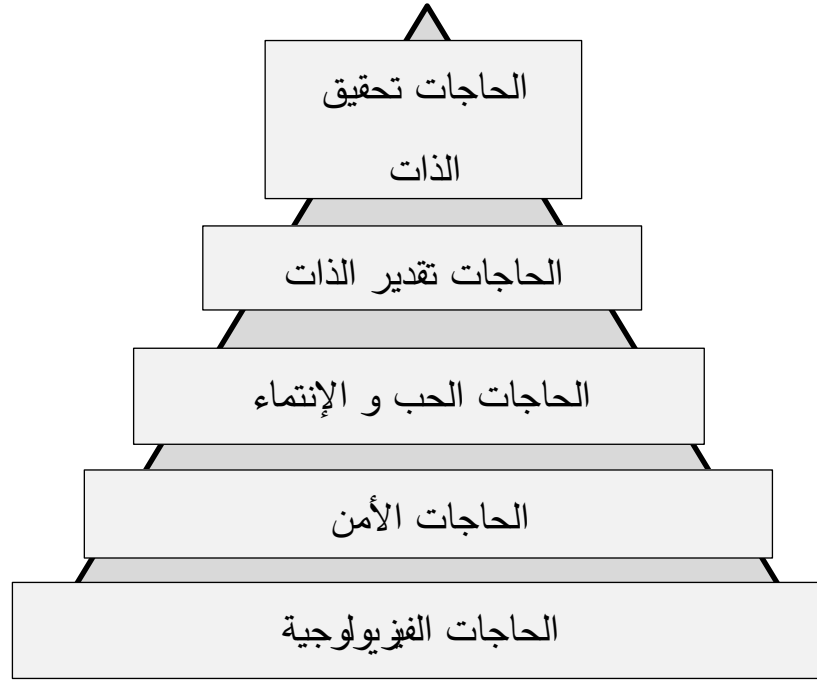 الحاجات تحقيق
الذات
الحاجات تقدير الذات
الحاجات الحب و الإنتماء
الحاجات الأمن
الحاجات الفيزيولوجية